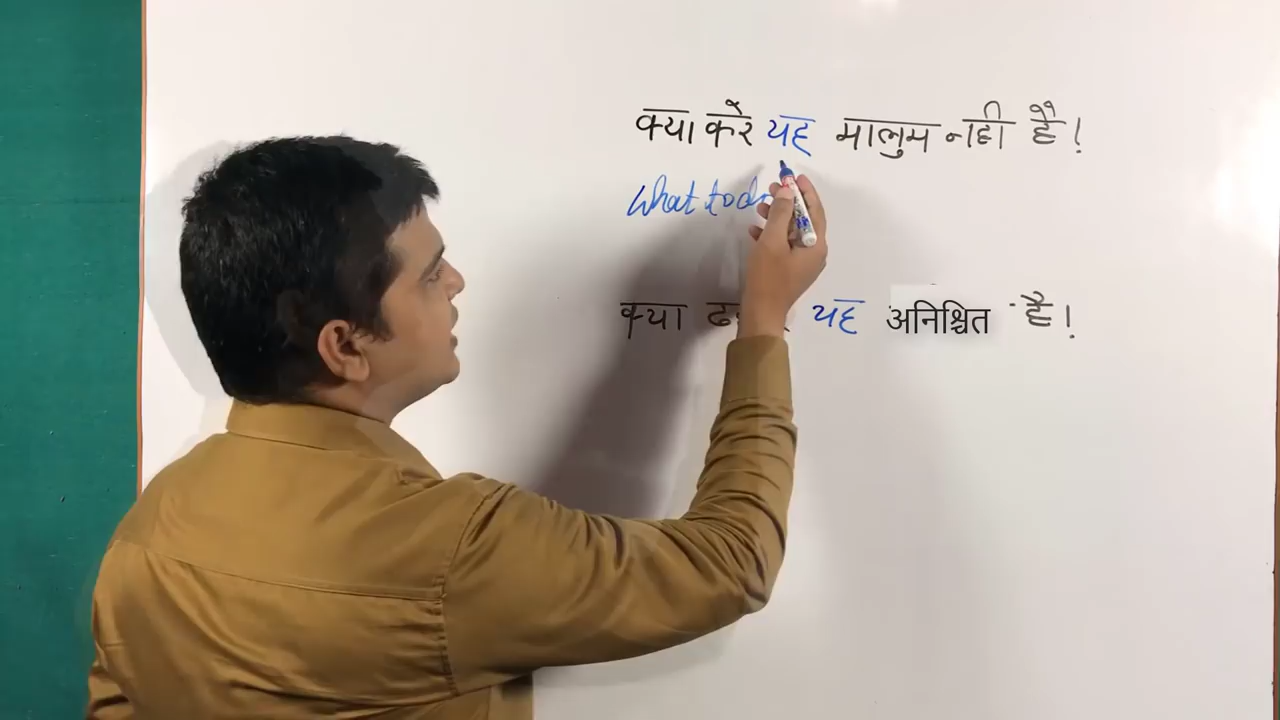 क्या करे यह मालुम नही है!
What to do
क्या यह अनिश्चित है!